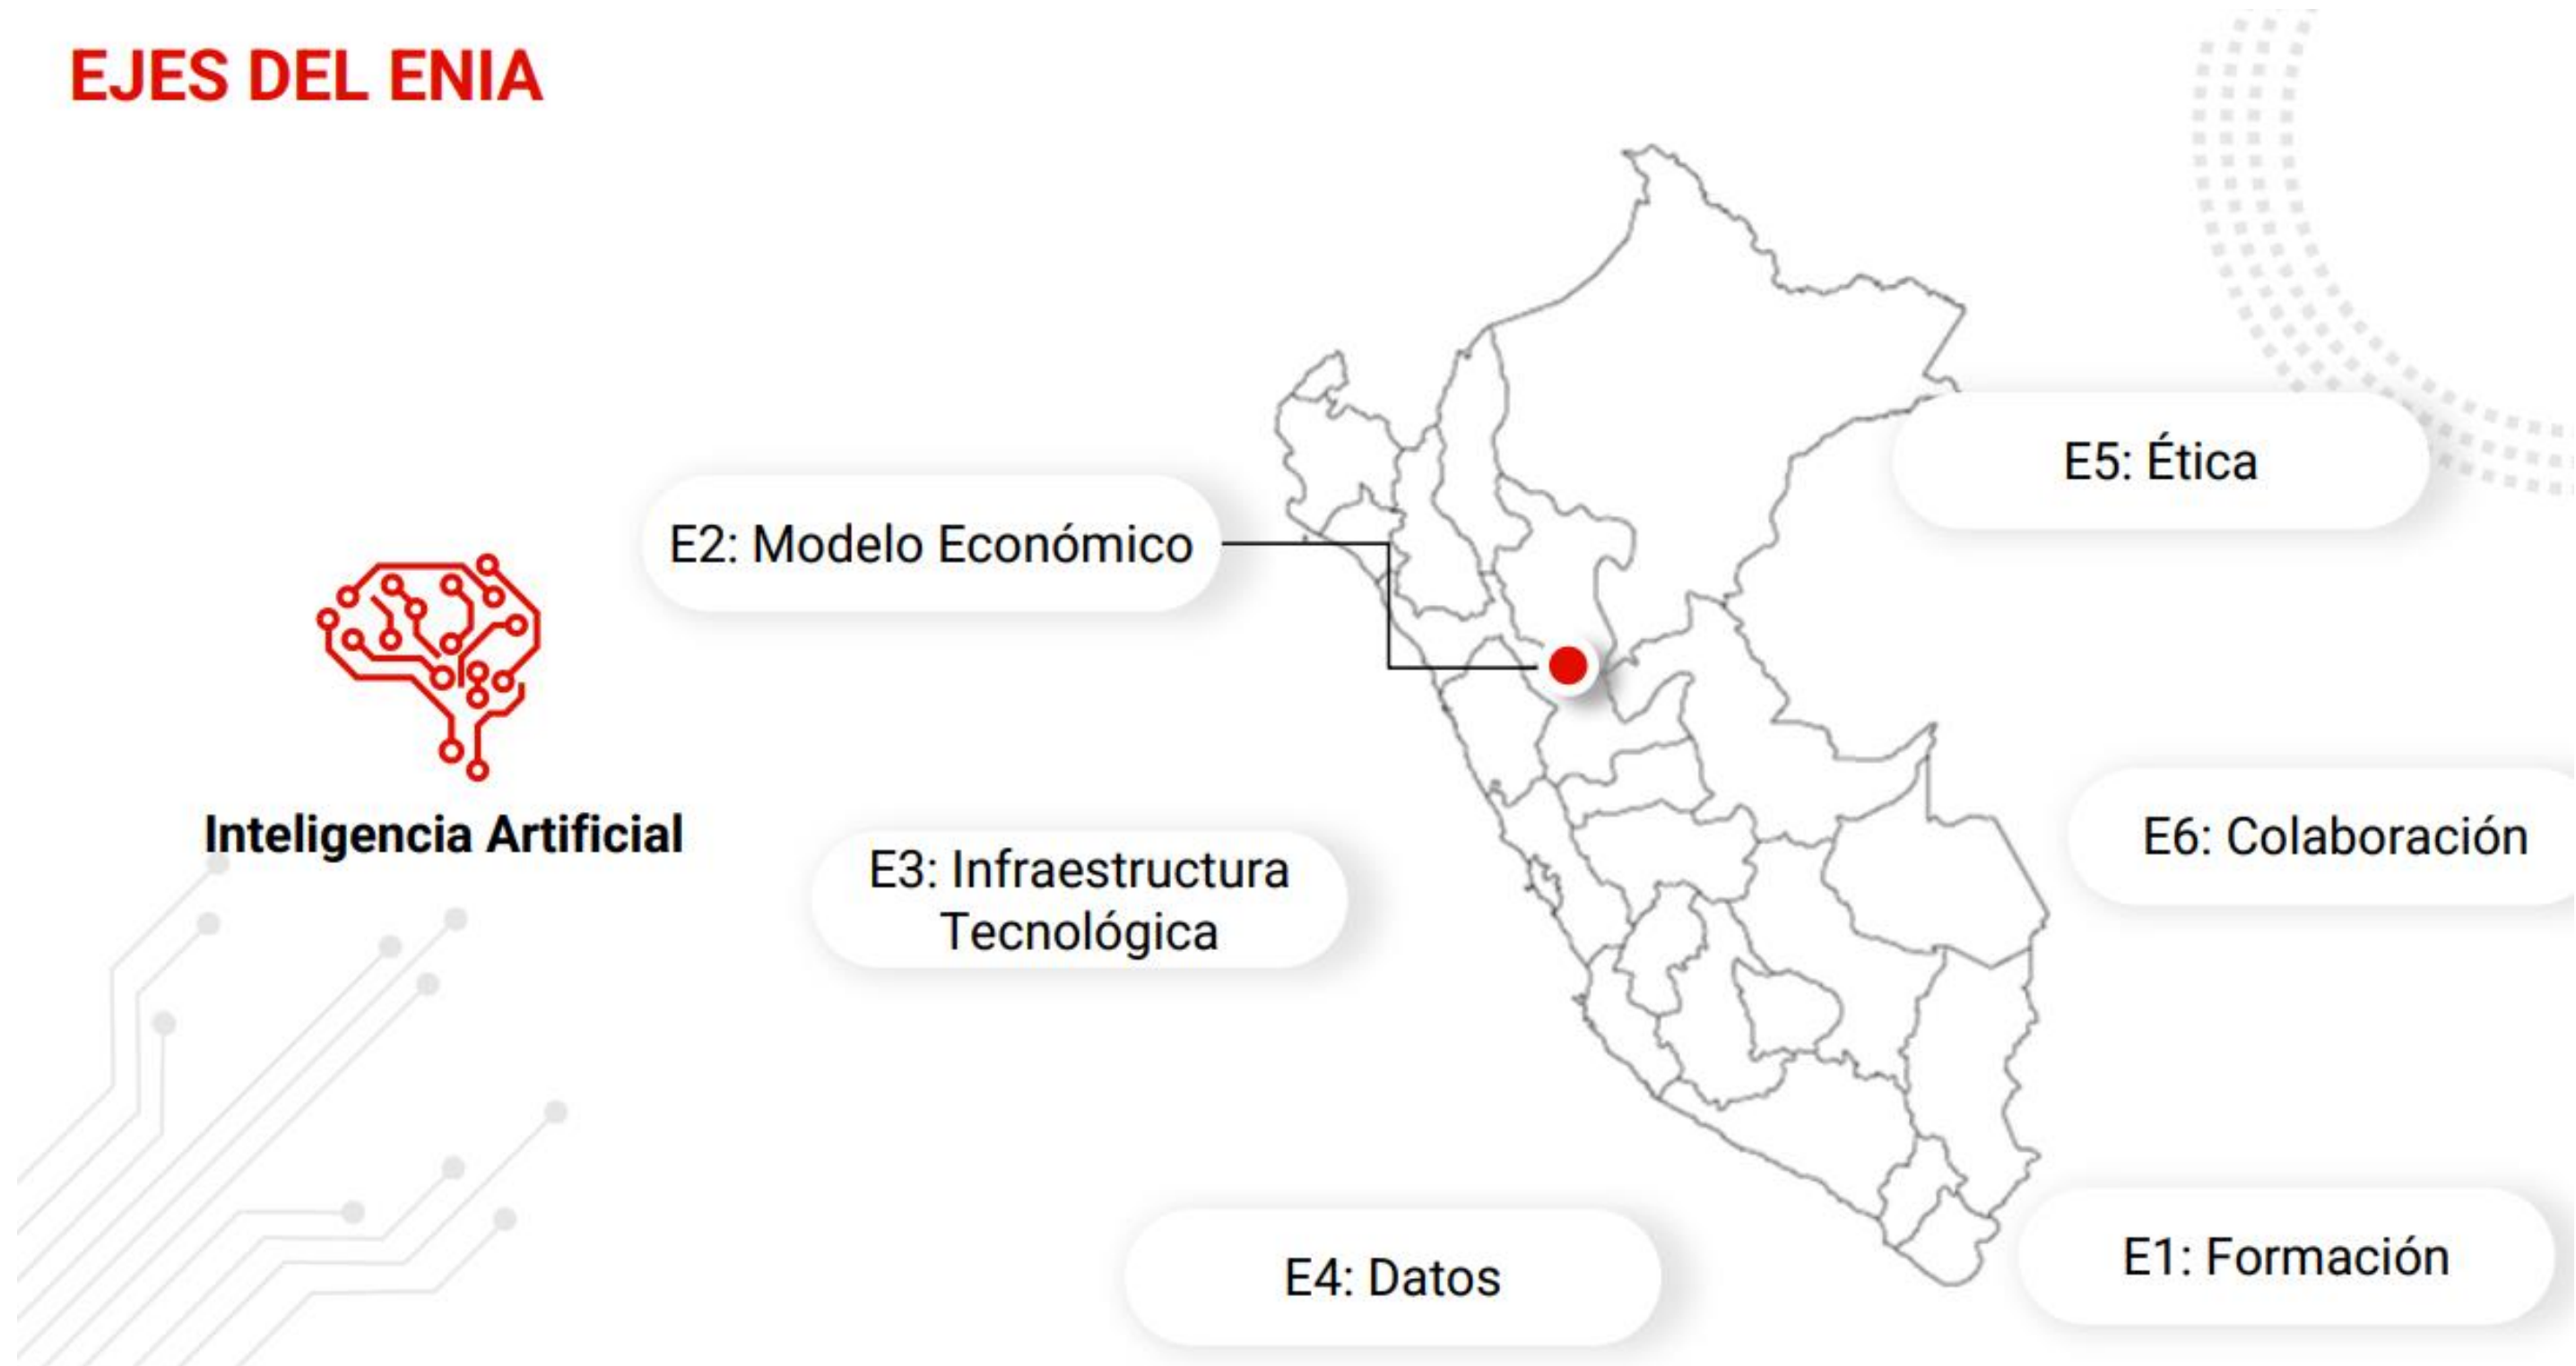 EJES DEL ENIA
E5: Ética
E2: Modelo Económico
Inteligencia Artificial
E6: Colaboración
E3: Infraestructura
Tecnológica
E4: Datos
E1: Formación